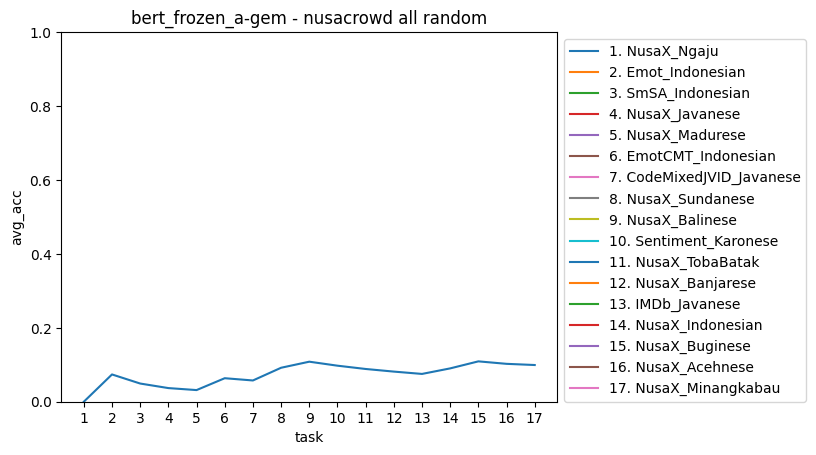 bert_frozen_a-gem - nusacrowd all random
avg_acc
1.0
0.8
0.6
0.4
0.2
0.0
1 2 3 4 5 6 7 8 9 10 11 12 13 14 15 16 17
task
1. NusaX_Ngaju
2. Emot_Indonesian
3. SmSA_Indonesian
4. NusaX_Javanese
5. NusaX_Madurese
6. EmotCMT_Indonesian
7. CodeMixedJVID_Javanese
8. NusaX_Sundanese
9. NusaX_Balinese
10. Sentiment_Karonese
11. NusaX_TobaBatak
12. NusaX_Banjarese
13. IMDb_Javanese
14. NusaX_Indonesian
15. NusaX_Buginese
16. NusaX_Acehnese
17. NusaX_Minangkabau